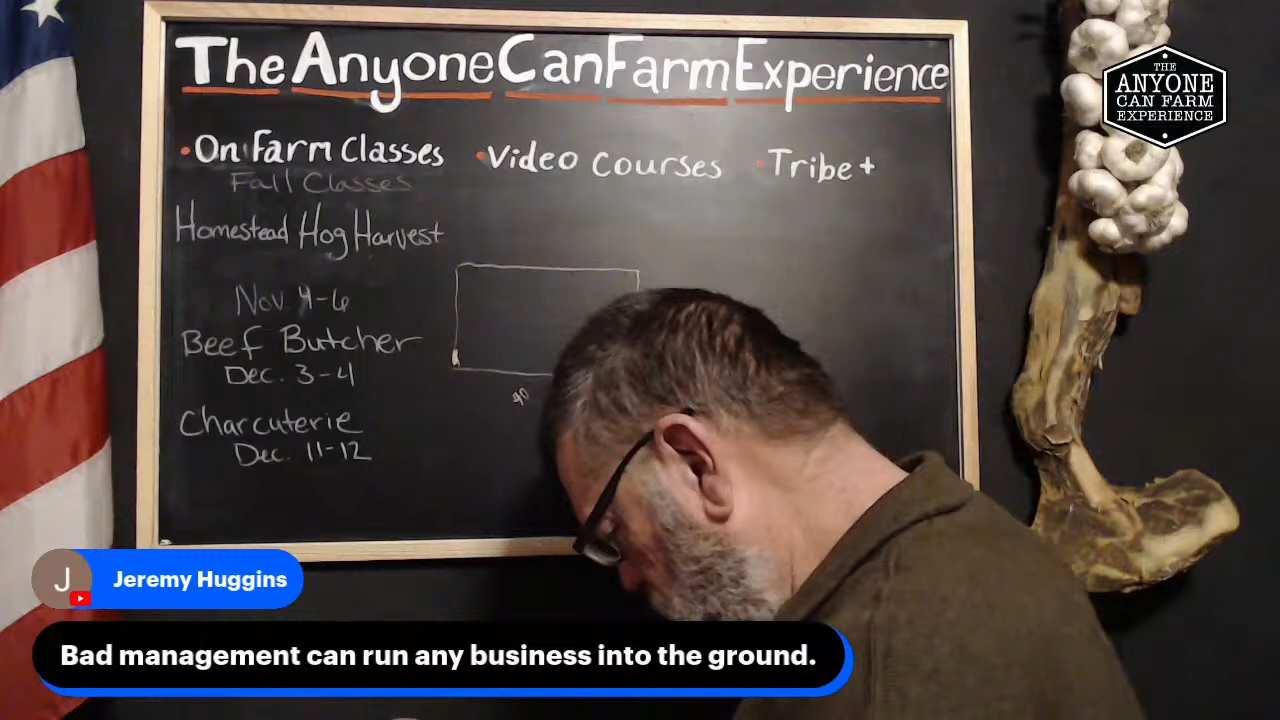 The Anyone Can Farm Experience
THE
ANYONE
CAN FARM
EXPERIENCE
• On Farm Classes • Video Courses • Tribe +
Fall Classes
Homestead Hog Harvest
Nov 4-6
Beef Butcher
Dec. 3-4
Charcuterie
Dec. 11-12
90
J Jeremy Huggins
Bad management can run any business into the ground.